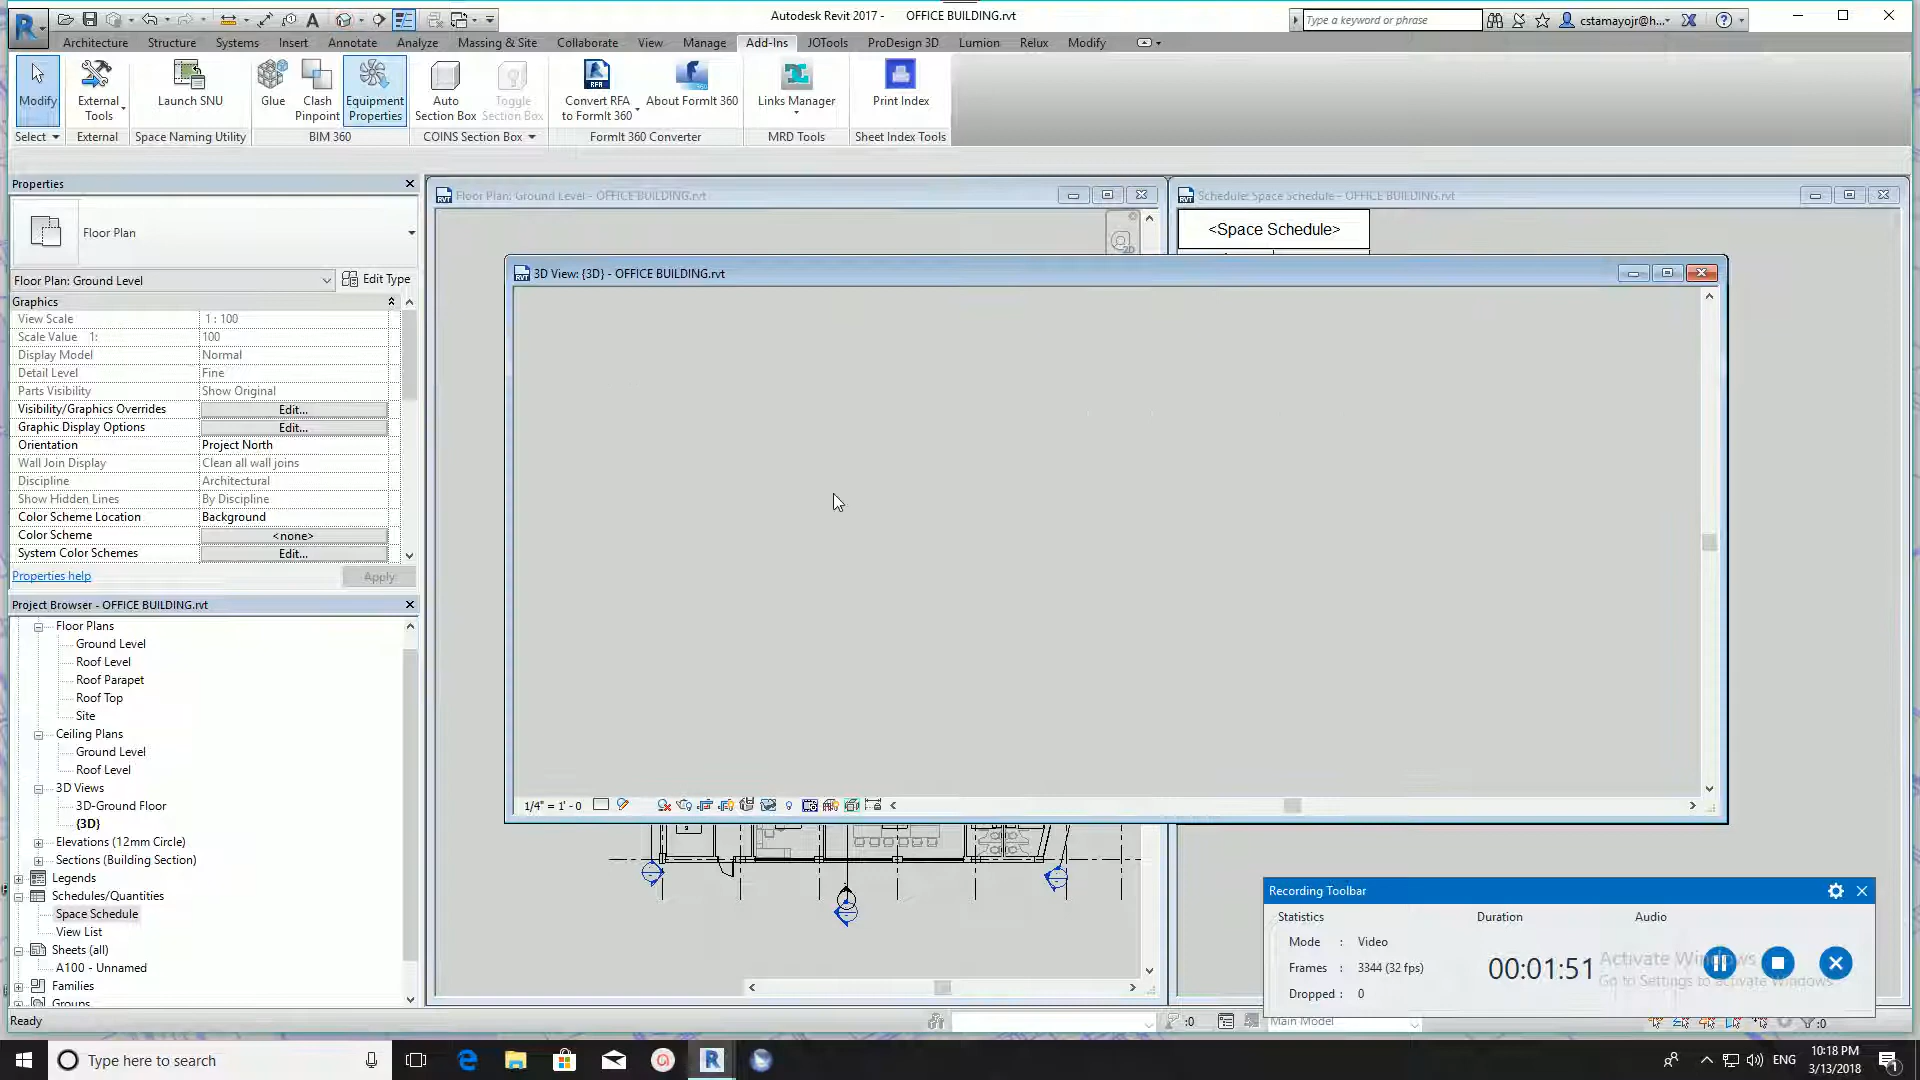 Autodesk Revit 2017 -     OFFICE BUILDING.rvt
Type a keyword or phrase
cstamayojr@h...
Architecture Structure Systems Insert Annotate Analyze Massing & Site Collaborate View Manage Add-Ins JOTools ProDesign 3D Lumion Relux Modify
Modify
External Tools
Launch SNU
Glue
Clash Pinpoint
Equipment Properties
Auto Section Box
Toggle Section Box
Convert RFA to FormIt 360
About FormIt 360
Links Manager
Print Index
Select
External
Space Naming Utility
BIM 360
COINS Section Box
FormIt 360 Converter
MRD Tools
Sheet Index Tools
Properties
Floor Plan
Floor Plan: Ground Level
Edit Type
Graphics
View Scale 1 : 100
Scale Value 1: 100
Display Model Normal
Detail Level Fine
Parts Visibility Show Original
Visibility/Graphics Overrides Edit...
Graphic Display Options Edit...
Orientation Project North
Wall Join Display Clean all wall joins
Discipline Architectural
Show Hidden Lines By Discipline
Color Scheme Location Background
Color Scheme <none>
System Color Schemes Edit...
Properties help
Apply
Project Browser - OFFICE BUILDING.rvt
Floor Plans
Ground Level
Roof Level
Roof Parapet
Roof Top
Site
Ceiling Plans
Ground Level
Roof Level
3D Views
3D-Ground Floor
{3D}
Elevations (12mm Circle)
Sections (Building Section)
Legends
Schedules/Quantities
Space Schedule
View List
Sheets (all)
A100 - Unnamed
Families
Groups
Floor Plan: Ground Level - OFFICE BUILDING.rvt
Schedule: Space Schedule - OFFICE BUILDING.rvt
<Space Schedule>
3D View: {3D} - OFFICE BUILDING.rvt
1/4" = 1' - 0
Recording Toolbar
Statistics
Duration
Audio
Mode : Video
Frames : 3344 (32 fps)
Dropped : 0
00:01:51
Activate Windows
Go to Settings to activate Windows.
Ready
:0
Main Model
:0
Type here to search
ENG
10:18 PM
3/13/2018
1